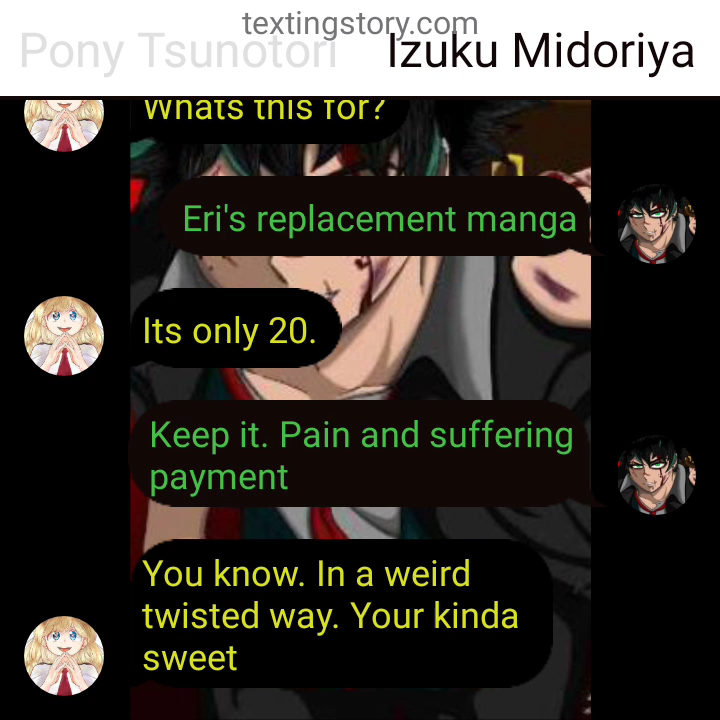 textingstory.com
Pony Tsunotori Izuku Midoriya
Whats this for?
Eri's replacement manga
Its only 20.
Keep it. Pain and suffering
payment
You know. In a weird
twisted way. Your kinda
sweet